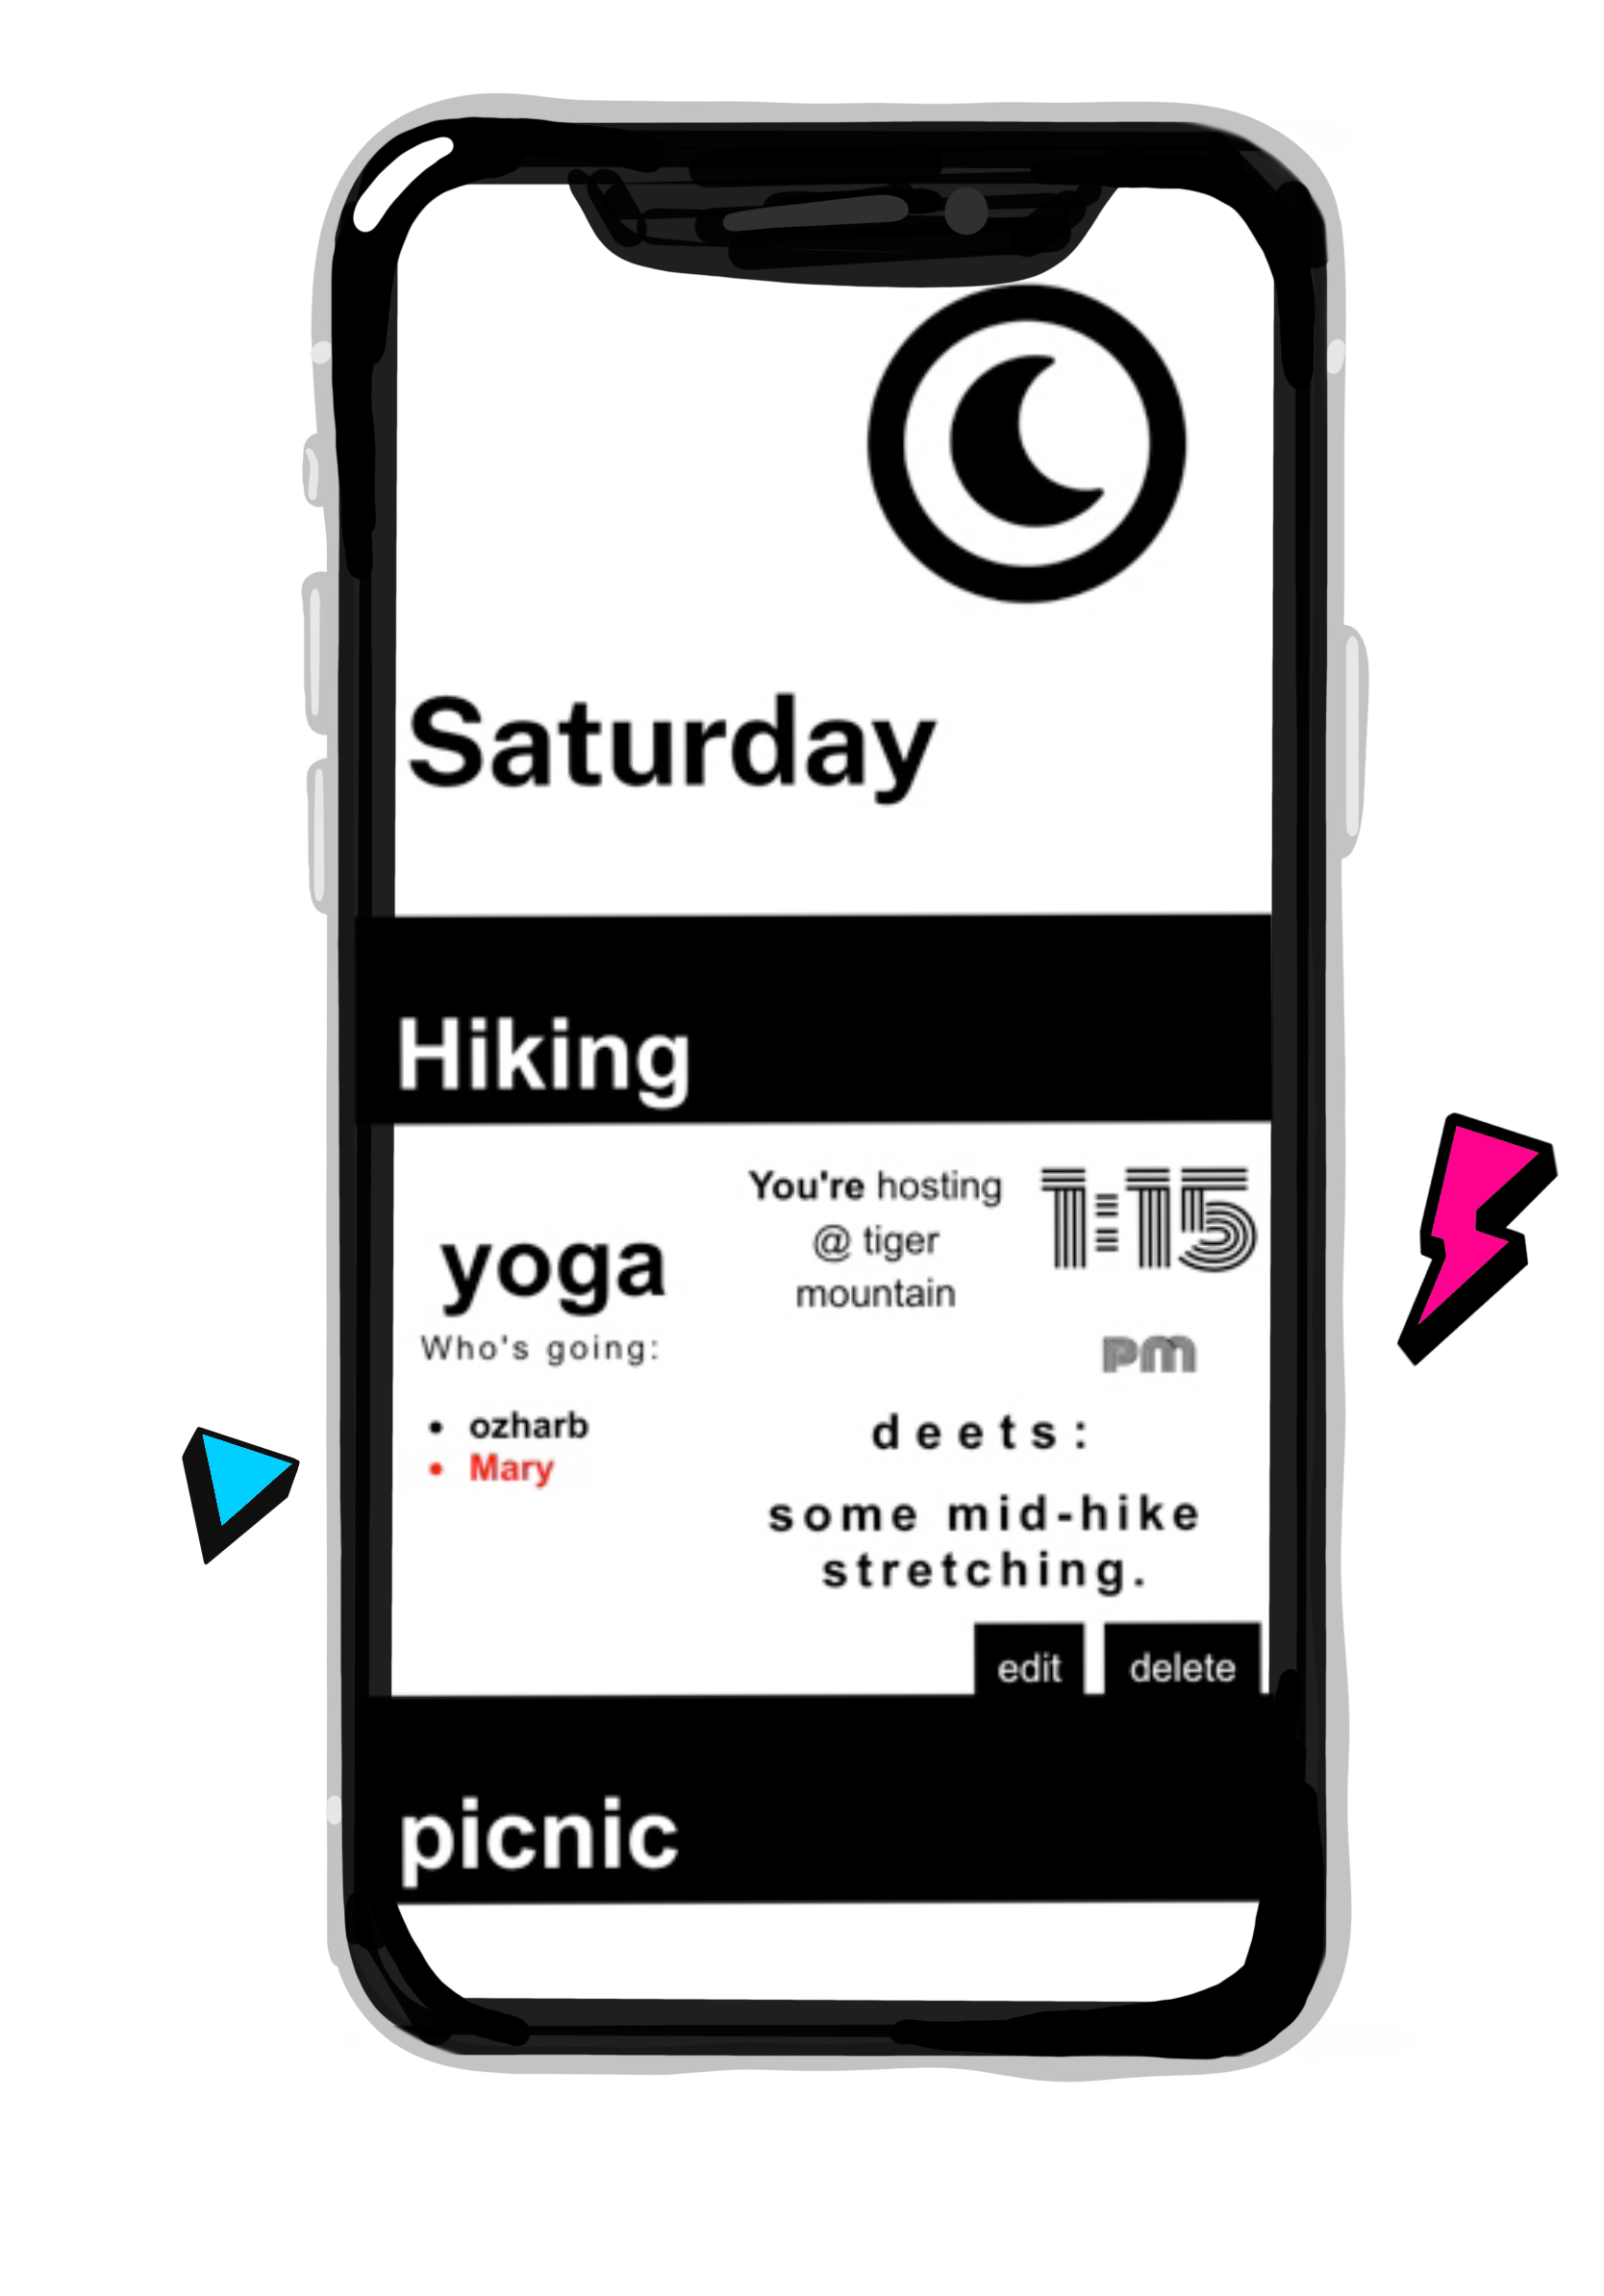 Saturday
Hiking
yoga
Who's going:
• ozharb
• Mary
You're hosting
@ tiger
mountain
1:15
pm
deets:
some mid-hike
stretching.
edit delete
picnic